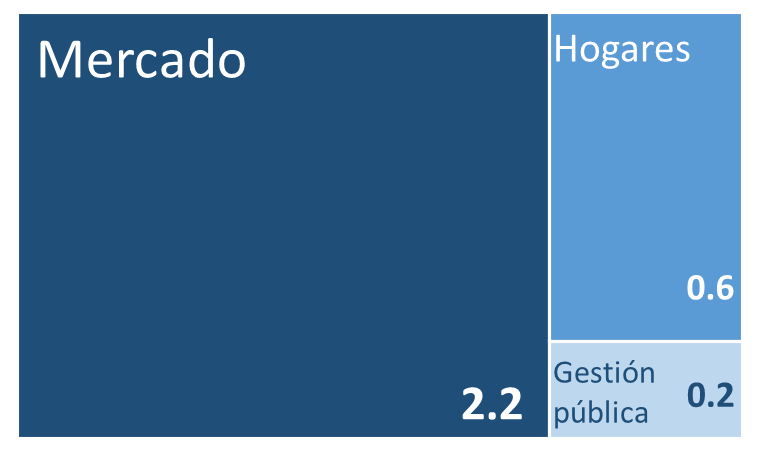 Mercado
2.2
Hogares
0.6
Gestión
pública
0.2